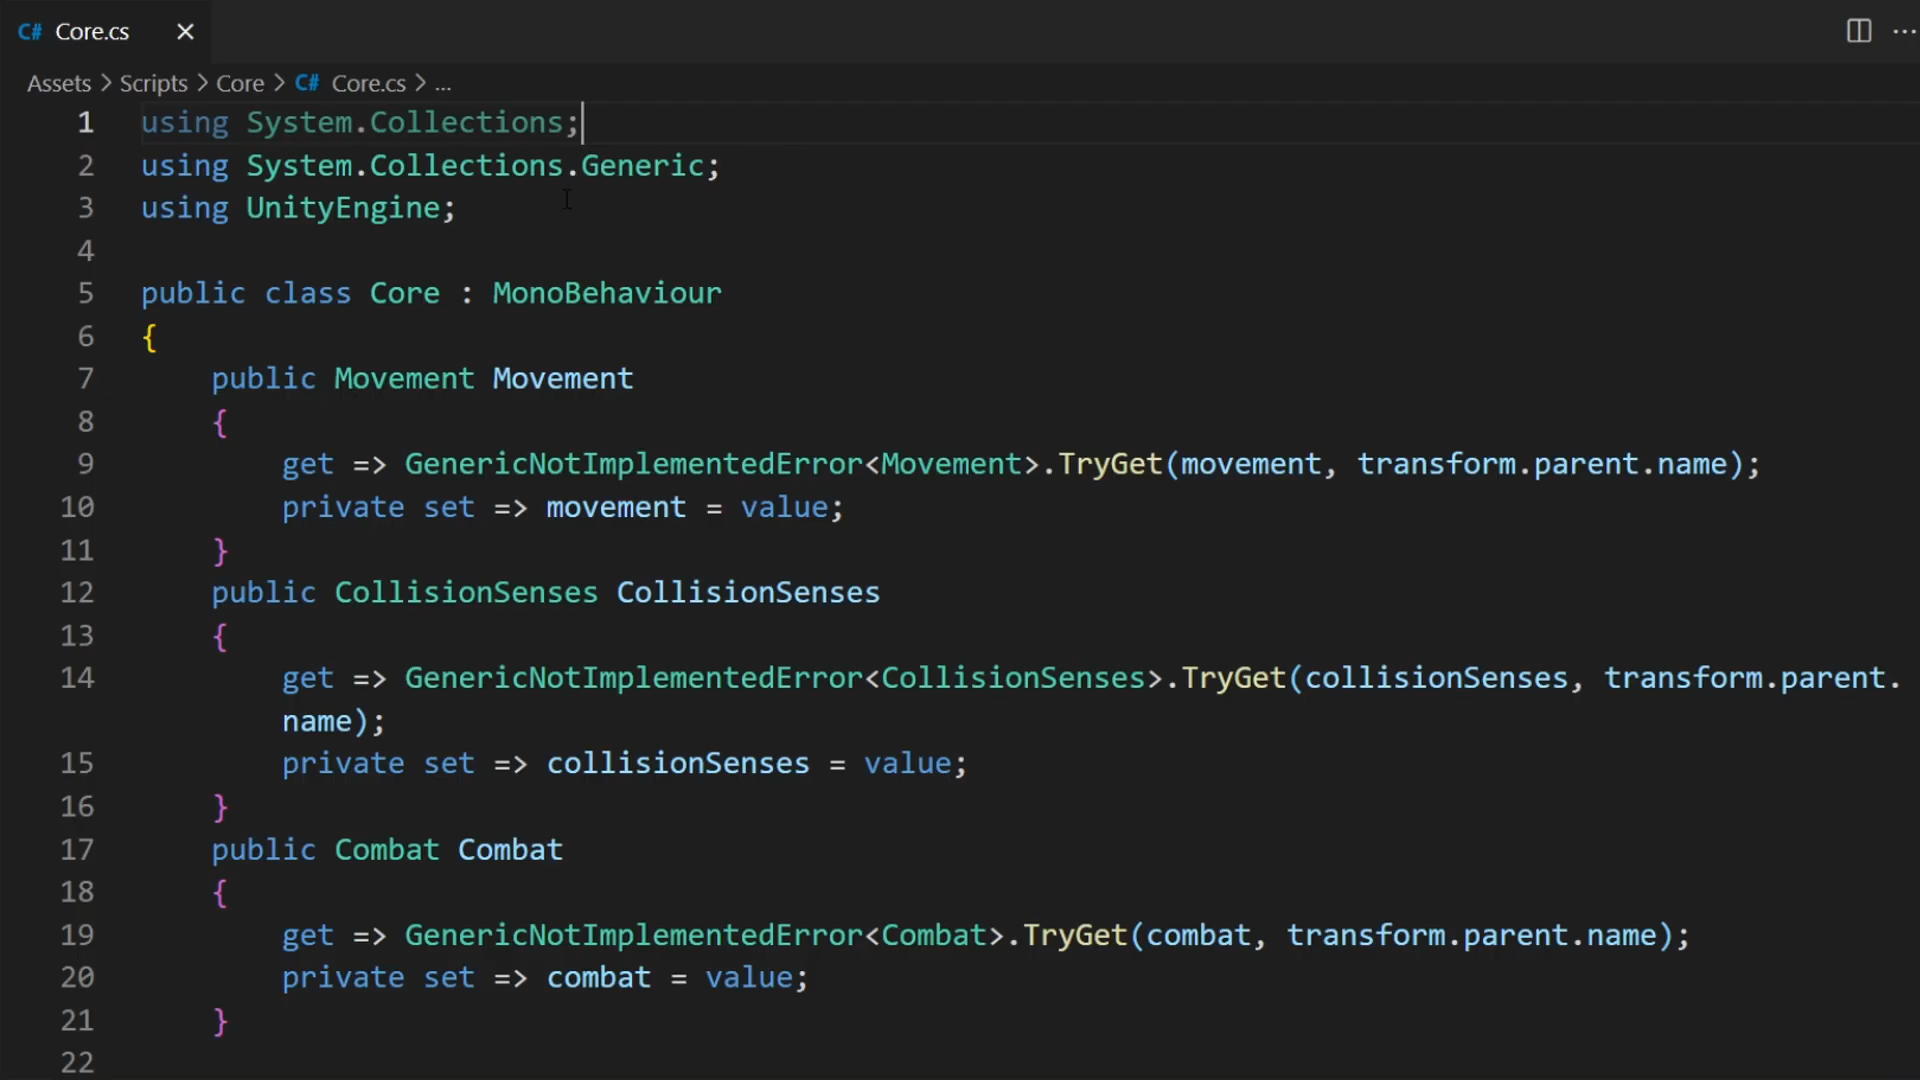 C# Core.cs
Assets > Scripts > Core > C# Core.cs > ...
1 using System.Collections;
2 using System.Collections.Generic;
3 using UnityEngine;
4
5 public class Core : MonoBehaviour
6 {
7 public Movement Movement
8 {
9 get => GenericNotImplementedError<Movement>.TryGet(movement, transform.parent.name);
10 private set => movement = value;
11 }
12 public CollisionSenses CollisionSenses
13 {
14 get => GenericNotImplementedError<CollisionSenses>.TryGet(collisionSenses, transform.parent.
name);
15 private set => collisionSenses = value;
16 }
17 public Combat Combat
18 {
19 get => GenericNotImplementedError<Combat>.TryGet(combat, transform.parent.name);
20 private set => combat = value;
21 }
22